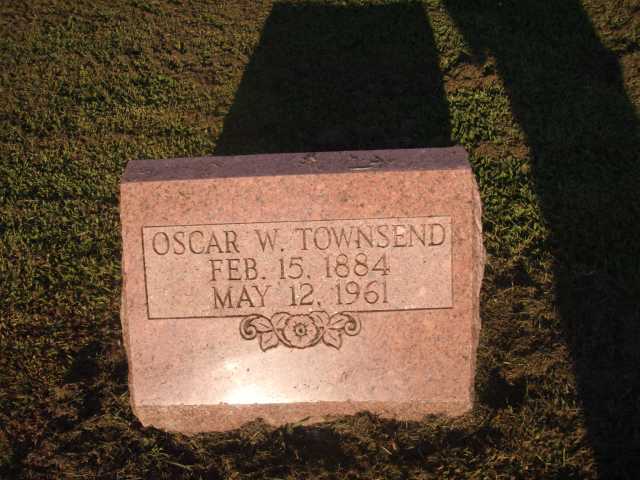 OSCAR W. TOWNSEND
FEB. 15, 1884
MAY 12, 1961